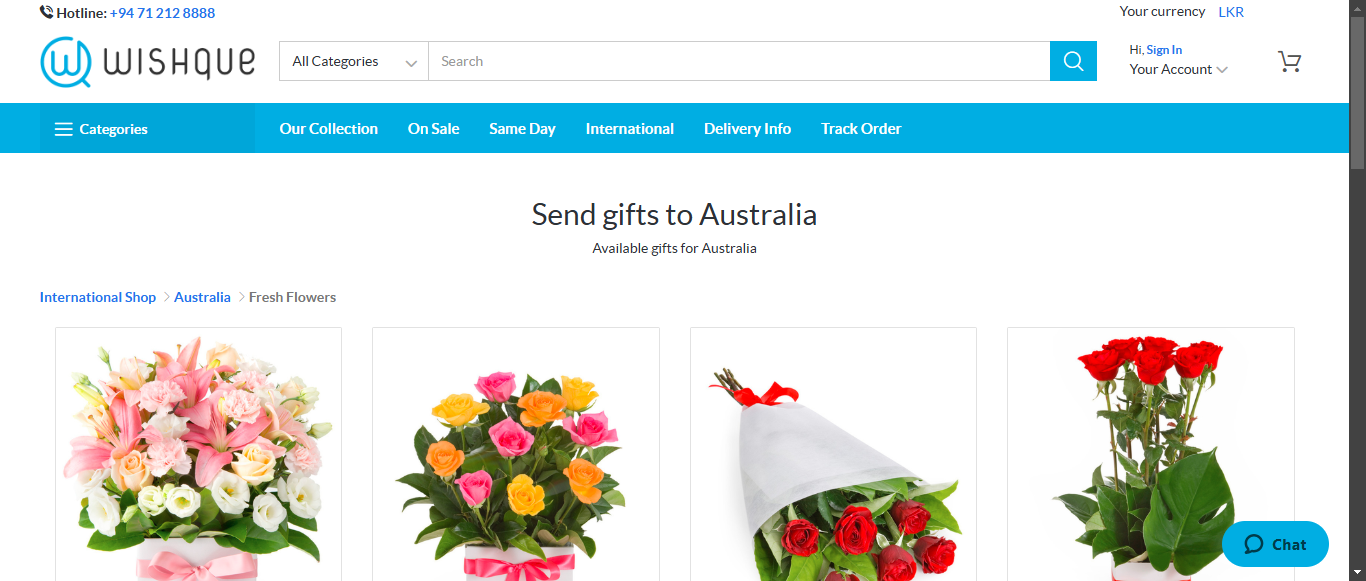 Hotline: +94 71 212 8888
Your currency LKR
WISHQUE
All Categories
Search
Hi, Sign In
Your Account
Categories
Our Collection
On Sale
Same Day
International
Delivery Info
Track Order
Send gifts to Australia
Available gifts for Australia
International Shop > Australia > Fresh Flowers
Chat